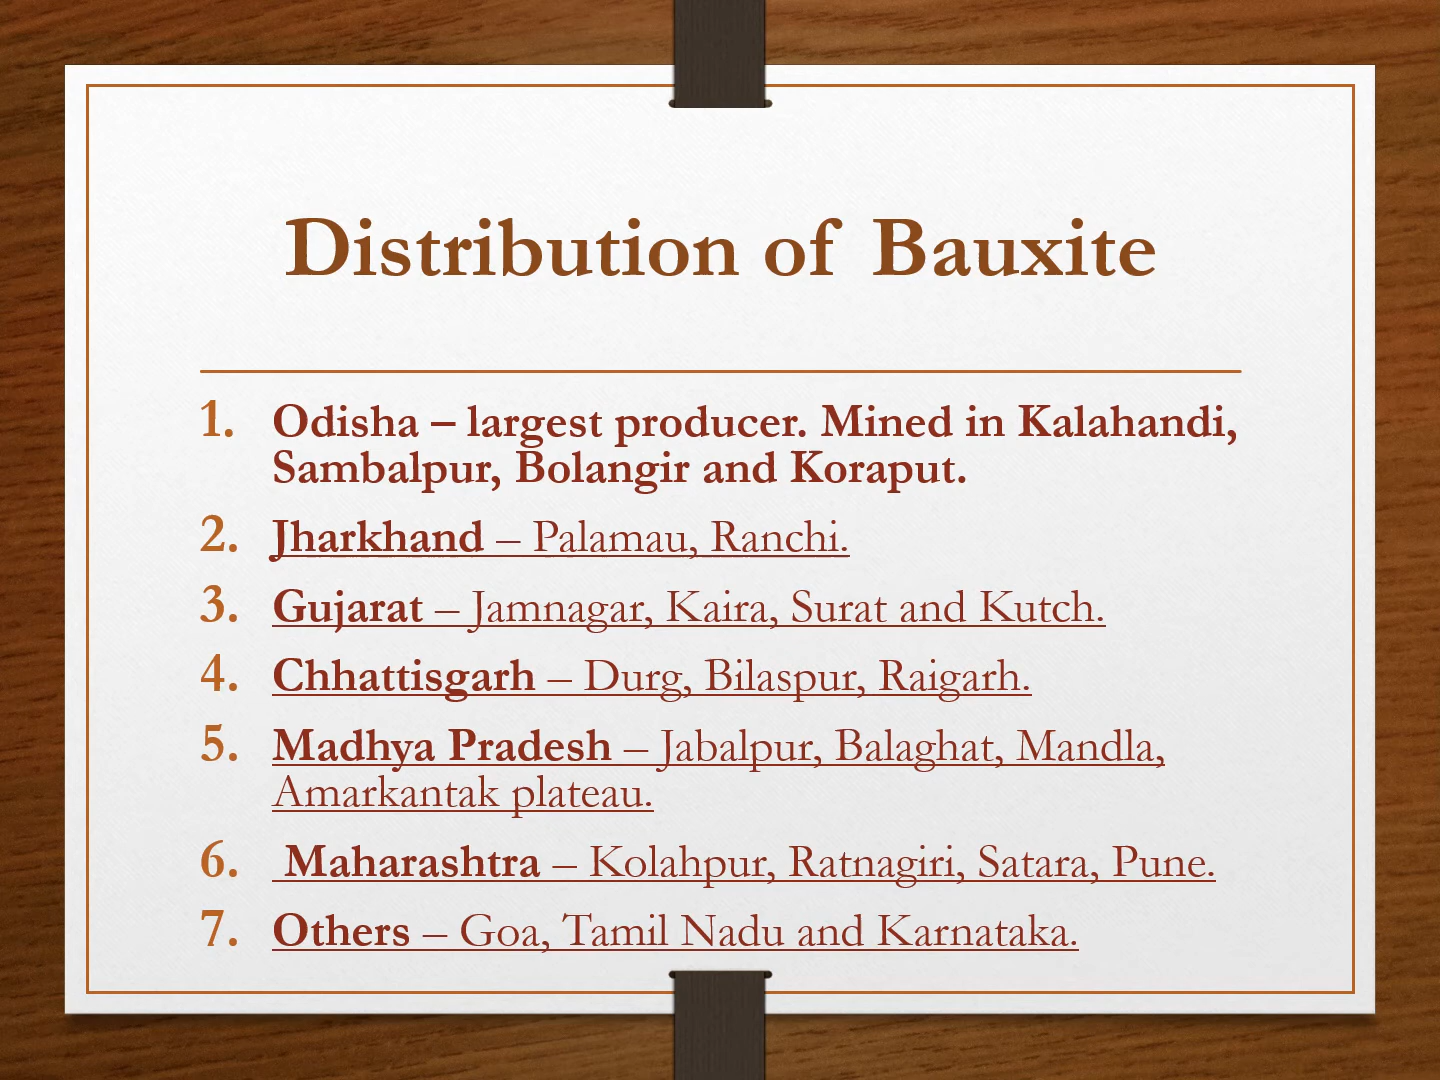 Distribution of Bauxite
1. Odisha – largest producer. Mined in Kalahandi,
Sambalpur, Bolangir and Koraput.
2. Jharkhand – Palamau, Ranchi.
3. Gujarat – Jamnagar, Kaira, Surat and Kutch.
4. Chhattisgarh – Durg, Bilaspur, Raigarh.
5. Madhya Pradesh – Jabalpur, Balaghat, Mandla,
Amarkantak plateau.
6. Maharashtra – Kolahpur, Ratnagiri, Satara, Pune.
7. Others – Goa, Tamil Nadu and Karnataka.